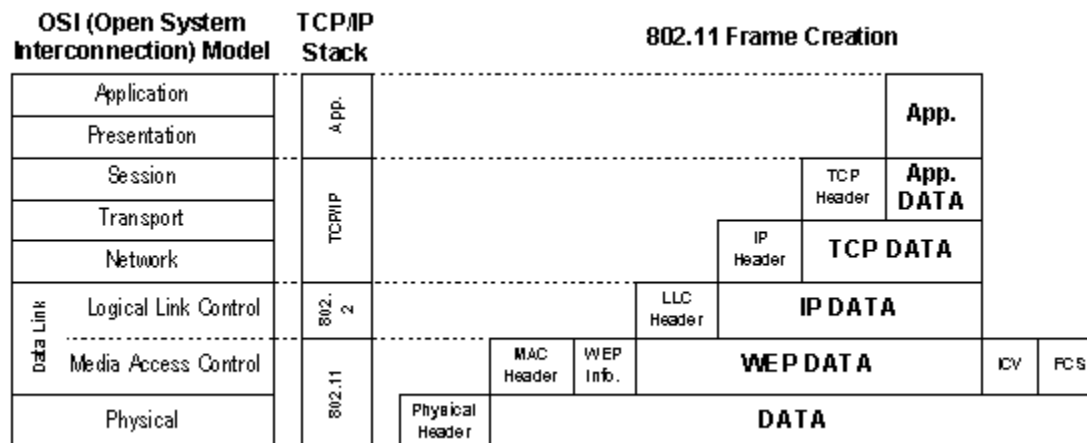 OSI (Open System
Interconnection) Model
TCP/IP
Stack
802.11 Frame Creation
Application
Presentation
App.
App.
Session
Transport
Network
TCP/IP
TCP
Header
App.
DATA
IP
Header
TCP DATA
Data Link
Logical Link Control
802.
2
LLC
Header
IP DATA
Media Access Control
802.11
MAC
Header
WEP
Info.
WEP DATA
ICV
FCS
Physical
Physical
Header
DATA